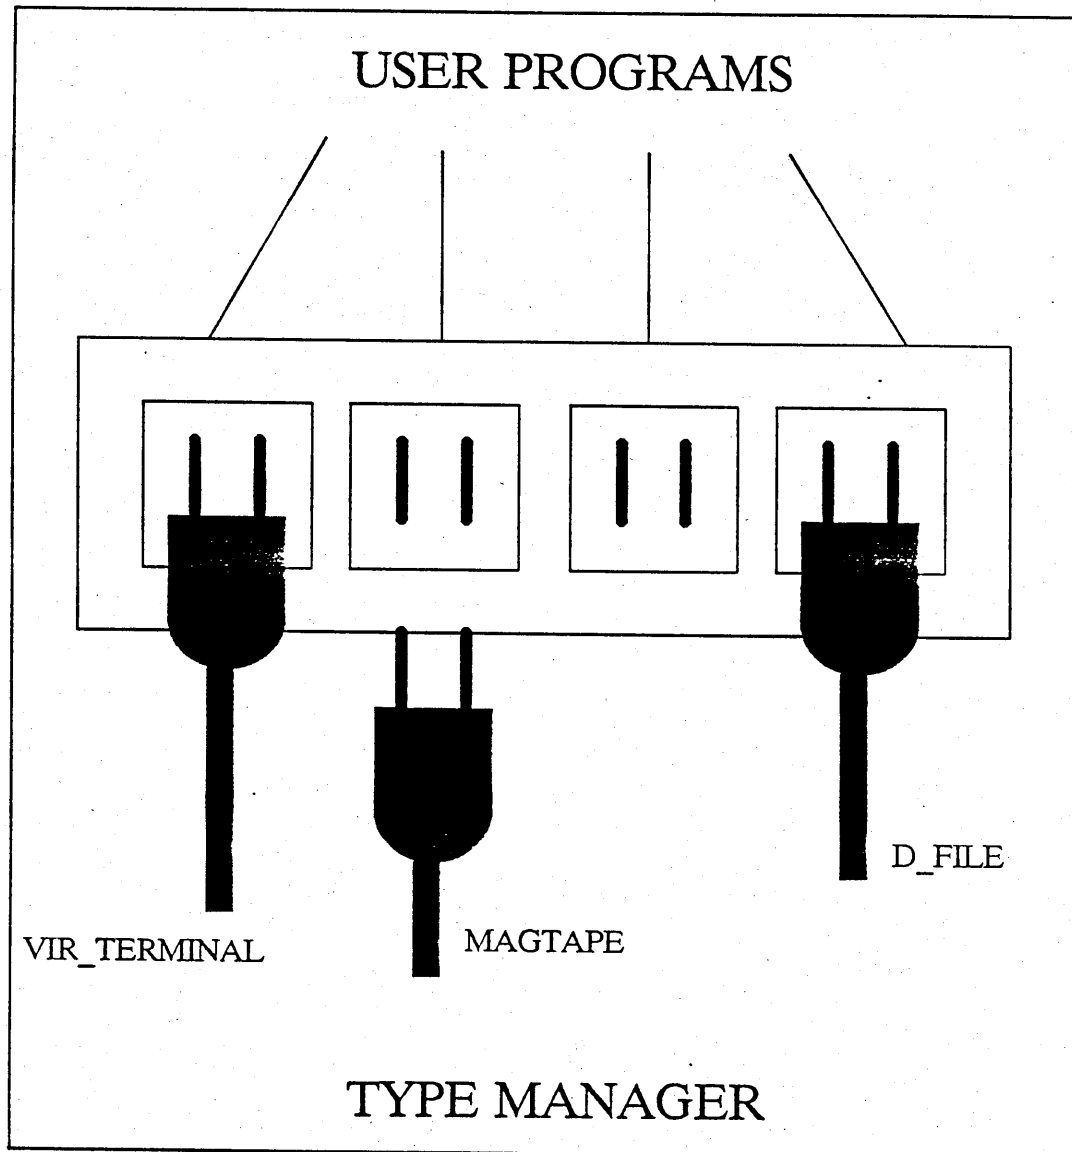 USER PROGRAMS
D_FILE
VIR_TERMINAL
MAGTAPE
TYPE MANAGER